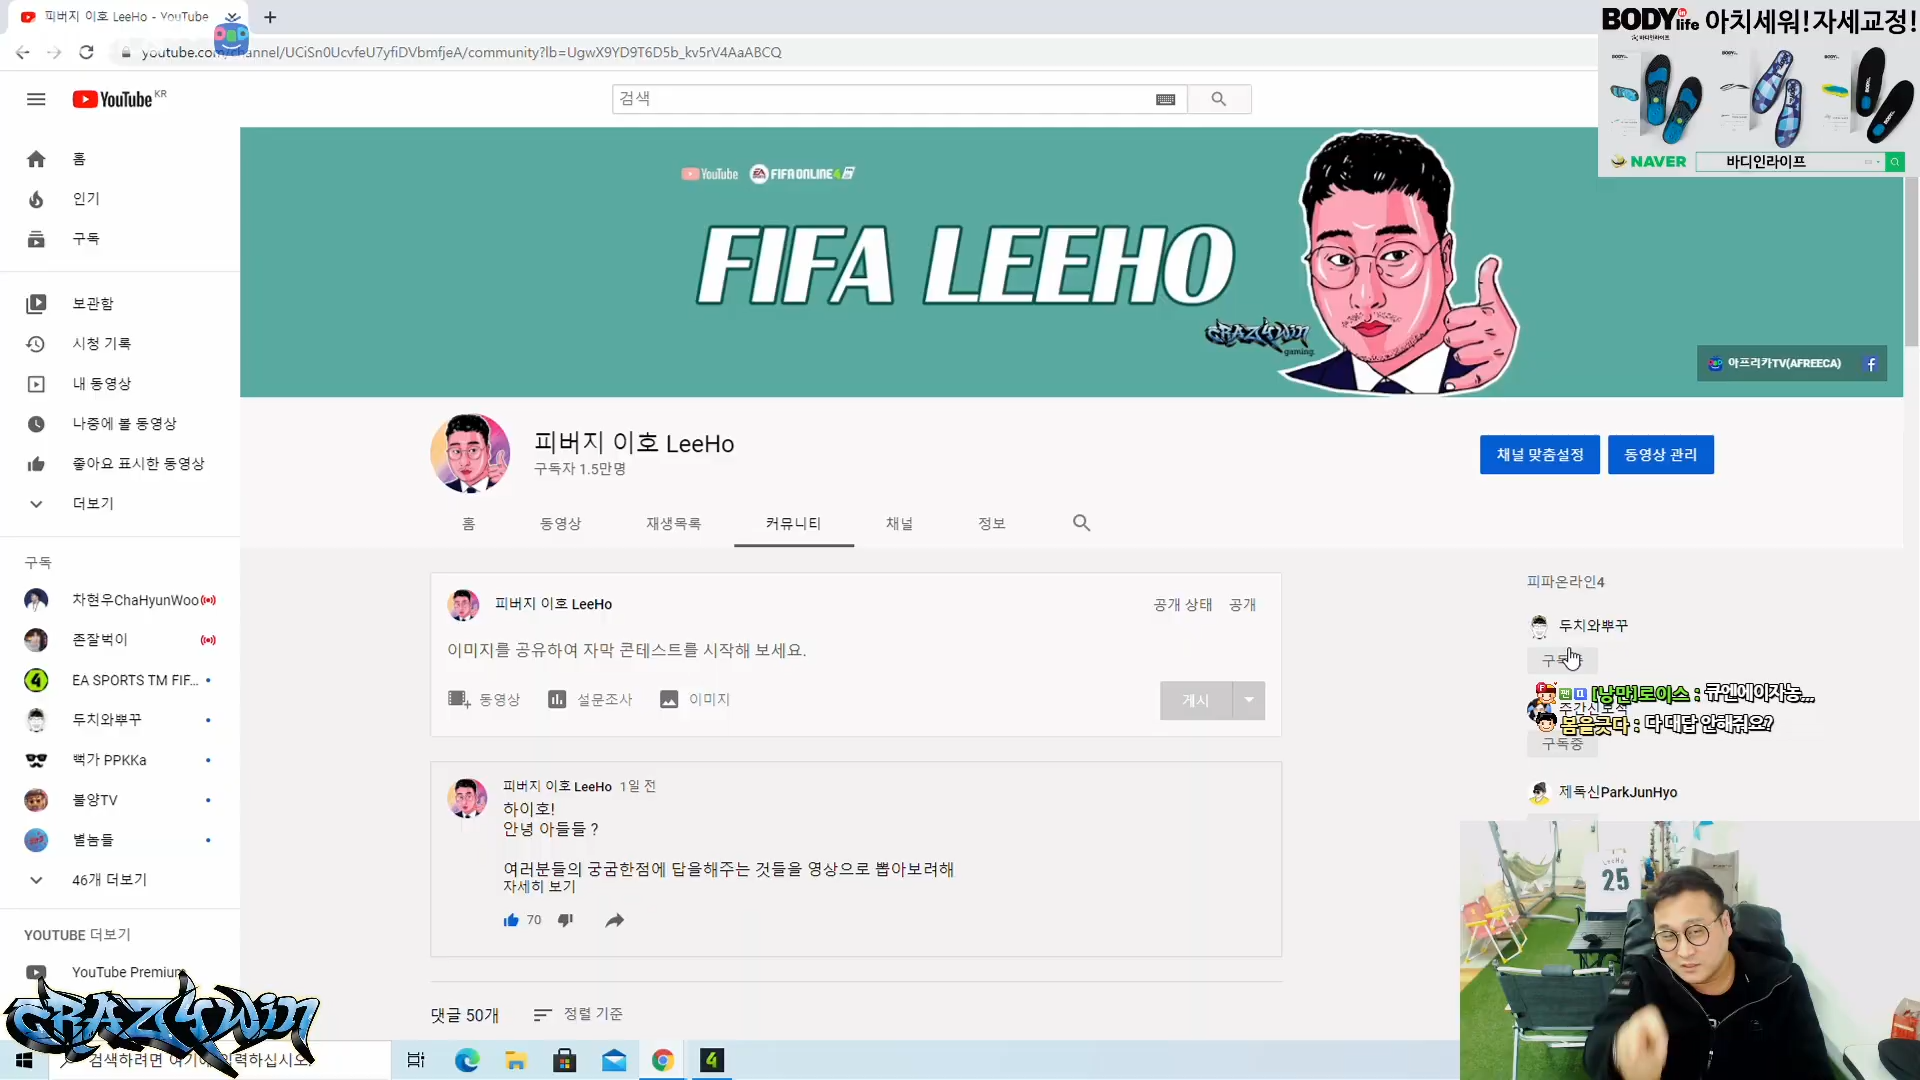 피버지 이호 LeeHo - YouTube
youtube.com/channel/UCiSn0UcvfeU7yfiDVbmfjeA/community?lb=UgwX9YD9T6D5b_kv5rV4AaABCQ
BODY in life 아치세워! 자세교정!
NAVER 바디인라이프
YouTube KR
검색
홈
인기
구독
보관함
시청 기록
내 동영상
나중에 볼 동영상
좋아요 표시한 동영상
더보기
구독
차현우ChaHyunWoo
존잘벅이
EA SPORTS TM FIF...
두치와뿌꾸
뻑가 PPKKa
불양TV
별놈들
46개 더보기
YOUTUBE 더보기
YouTube Premium
YouTube EA FIFA ONLINE 4
FIFA LEEHO
CRAZYWIN gaming
아프리카TV(AFREECA)
피버지 이호 LeeHo
구독자 1.5만명
채널 맞춤설정
동영상 관리
홈 동영상 재생목록 커뮤니티 채널 정보
피버지 이호 LeeHo
공개 상태 공개
이미지를 공유하여 자막 콘테스트를 시작해 보세요.
동영상 설문조사 이미지
게시
피버지 이호 LeeHo 1일 전
하이호!
안녕 아들들 ?
여러분들의 궁금한점에 답을해주는 것들을 영상으로 뽑아보려해
자세히 보기
70
댓글 50개 정렬 기준
피파온라인4
두치와뿌꾸
[낭만]로이스 : 큐엔에이자농...
봄을긋다 : 다 대답 안해줘요?
구독중
제독신ParkJunHyo
LeeHo
25
CRAZYWIN
검색하려면 여기에 입력하십시오.